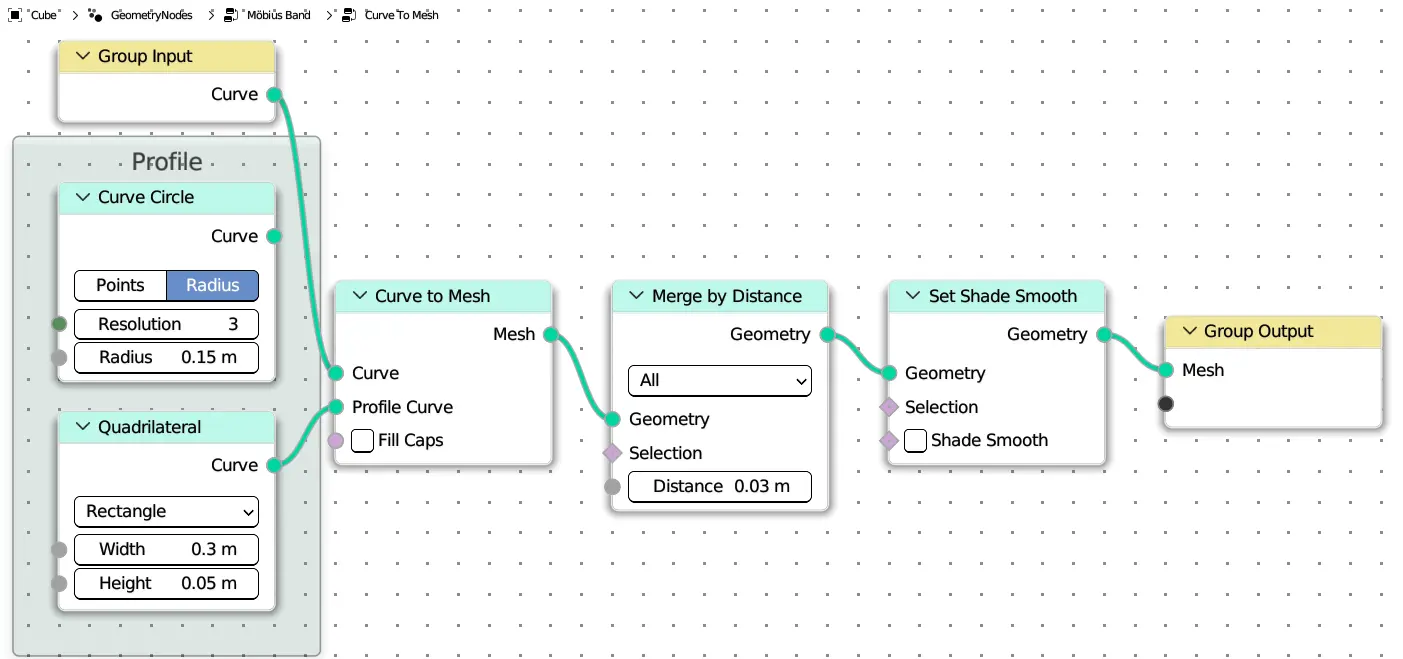 Cube > GeometryNodes > Möbius Band > Curve To Mesh
Group Input
Curve
Profile
Curve Circle
Curve
Points Radius
Resolution 3
Radius 0.15 m
Quadrilateral
Curve
Rectangle
Width 0.3 m
Height 0.05 m
Curve to Mesh
Mesh
Curve
Profile Curve
Fill Caps
Merge by Distance
Geometry
All
Geometry
Selection
Distance 0.03 m
Set Shade Smooth
Geometry
Geometry
Selection
Shade Smooth
Group Output
Mesh